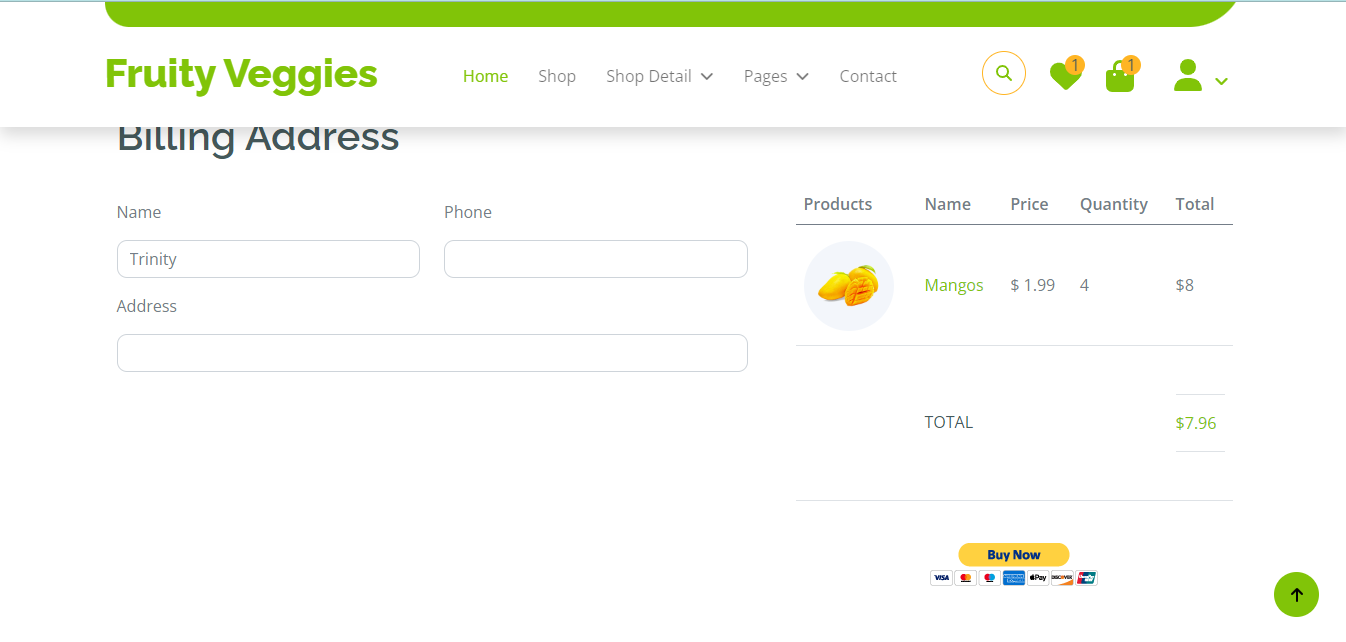 Fruity Veggies
Home Shop Shop Detail Pages Contact
1 1
Billing Address
Name Phone
Trinity
Address
Products Name Price Quantity Total
Mangos $ 1.99 4 $8
TOTAL $7.96
Buy Now
VISA Pay DISCOVER